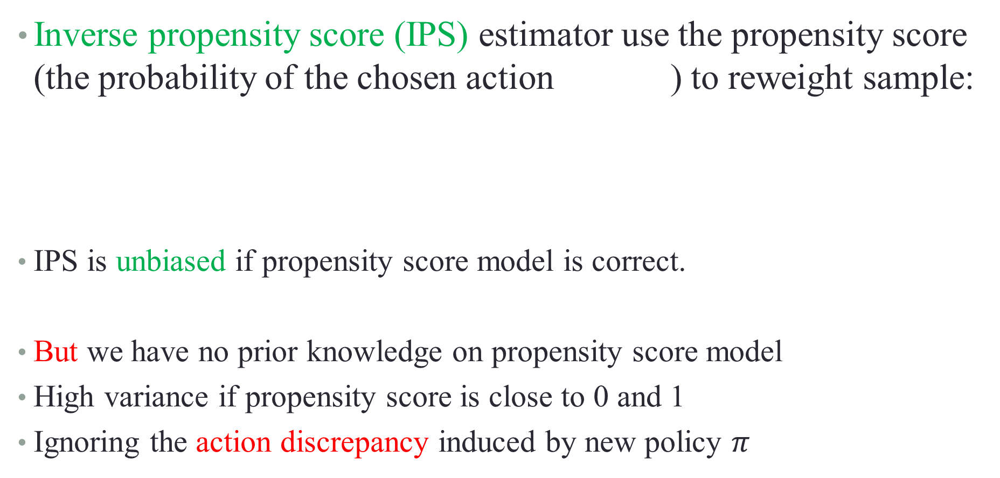 • Inverse propensity score (IPS) estimator use the propensity score
(the probability of the chosen action ) to reweight sample:
• IPS is unbiased if propensity score model is correct.
• But we have no prior knowledge on propensity score model
• High variance if propensity score is close to 0 and 1
• Ignoring the action discrepancy induced by new policy π